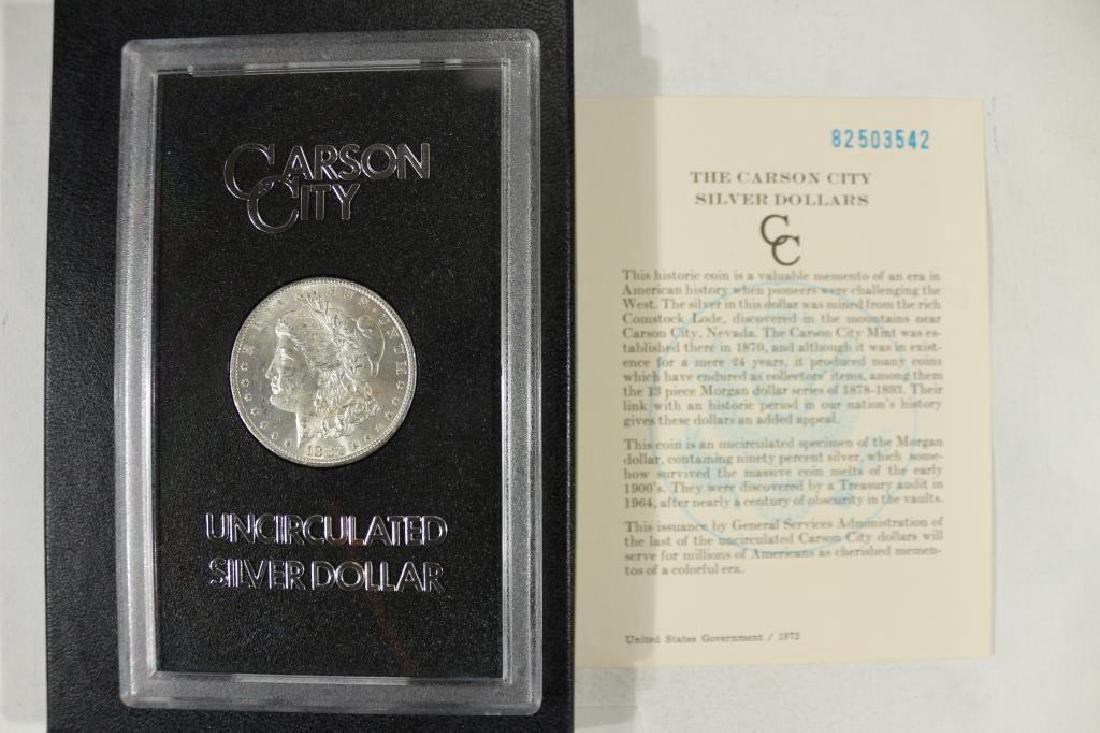 CARSON
CITY
UNCIRCULATED
SILVER DOLLAR
82503542
THE CARSON CITY
SILVER DOLLARS
CC
This historic coin is a valuable memento of an era in
American history when pioneers were challenging the
West. The silver in this dollar was mined from the rich
Comstock Lode, discovered in the mountains near
Carson City, Nevada. The Carson City Mint was es-
tablished there in 1870, and although it was in exist-
ence for a mere 24 years, it produced many coins
which have endured as collectors' items, among them
the 13 piece Morgan dollar series of 1878-1893. Their
link with an historic period in our nation's history
gives these dollars an added appeal.
This coin is an uncirculated specimen of the Morgan
dollar, containing ninety percent silver, which some-
how survived the massive coin melts of the early
1900's. They were discovered by a Treasury audit in
1964, after nearly a century of obscurity in the vaults.
This issuance by General Services Administration of
the last of the uncirculated Carson City dollars will
serve for millions of Americans as cherished memen-
tos of a colorful era.
United States Government / 1972